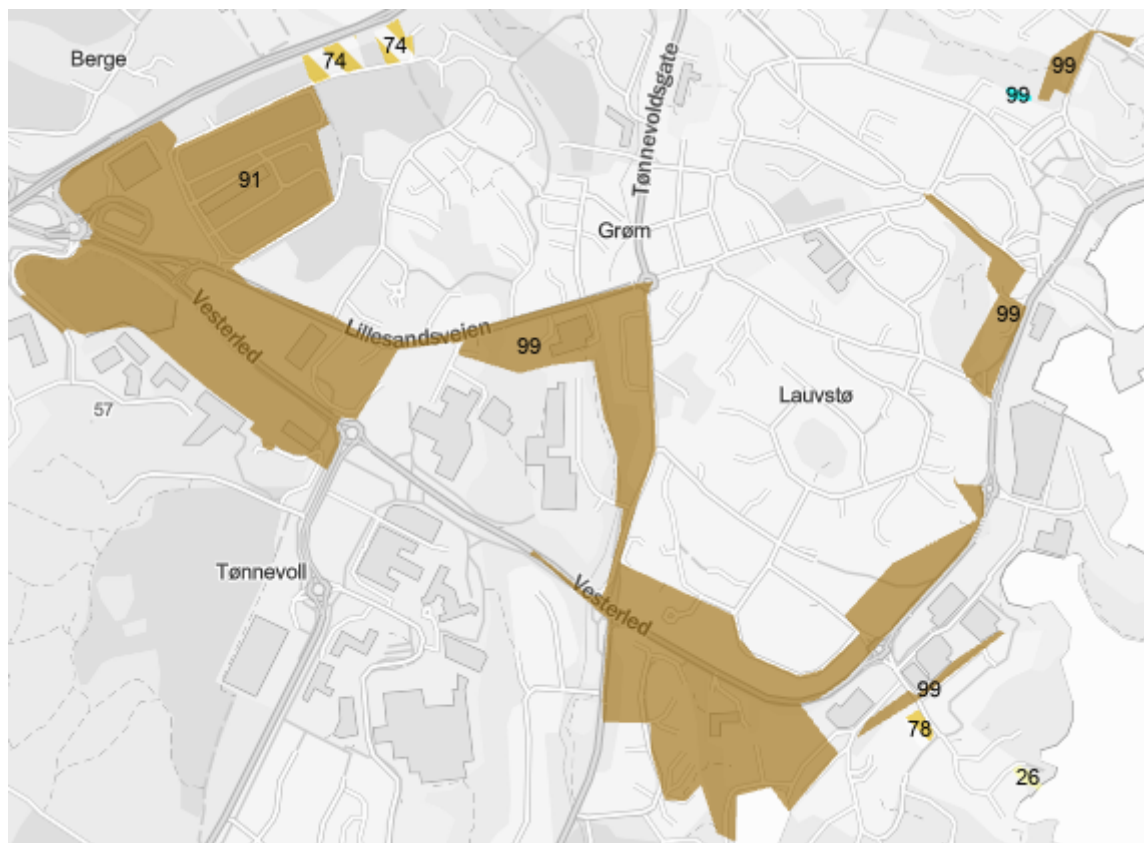 Berge
74
74
99
99
91
Tønnevoldsgate
Grøm
Vesterled
Lillesandsveien
99
99
Lauvstø
57
Tønnevoll
Vesterled
99
78
26